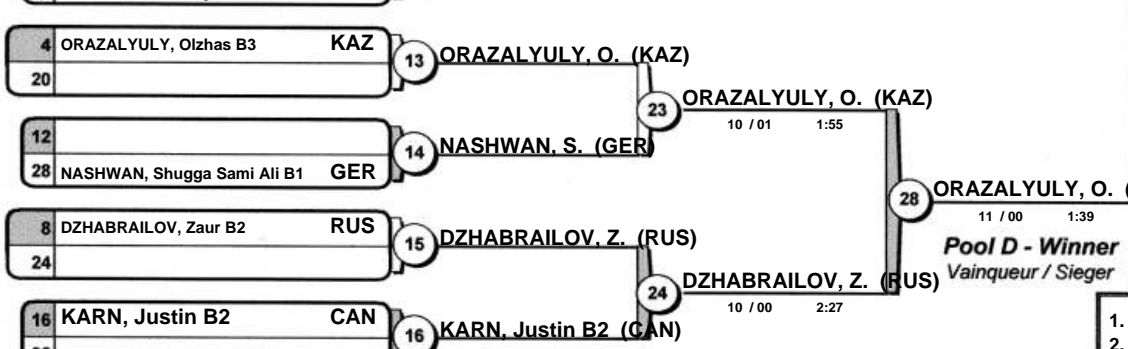 4 ORAZALYULY, Olzhas B3 KAZ
20
13 ORAZALYULY, O. (KAZ)
12
28 NASHWAN, Shugga Sami Ali B1 GER
14 NASHWAN, S. (GER)
23 ORAZALYULY, O. (KAZ)
10 / 01 1:55
8 DZHABRAILOV, Zaur B2 RUS
24
15 DZHABRAILOV, Z. (RUS)
16 KARN, Justin B2 CAN
16 KARN, Justin B2 (CAN)
24 DZHABRAILOV, Z. (RUS)
10 / 00 2:27
28 ORAZALYULY, O. (
11 / 00 1:39
Pool D - Winner
Vainqueur / Sieger
1.
2.